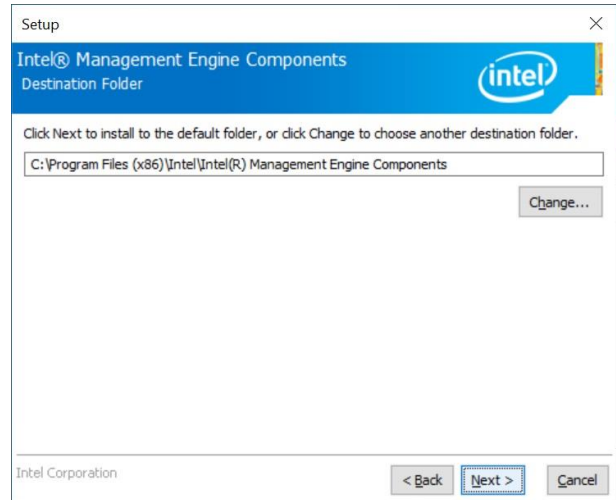 Setup
Intel® Management Engine Components
Destination Folder
intel
Click Next to install to the default folder, or click Change to choose another destination folder.
C:\Program Files (x86)\Intel\Intel(R) Management Engine Components
Change...
Intel Corporation
< Back
Next >
Cancel